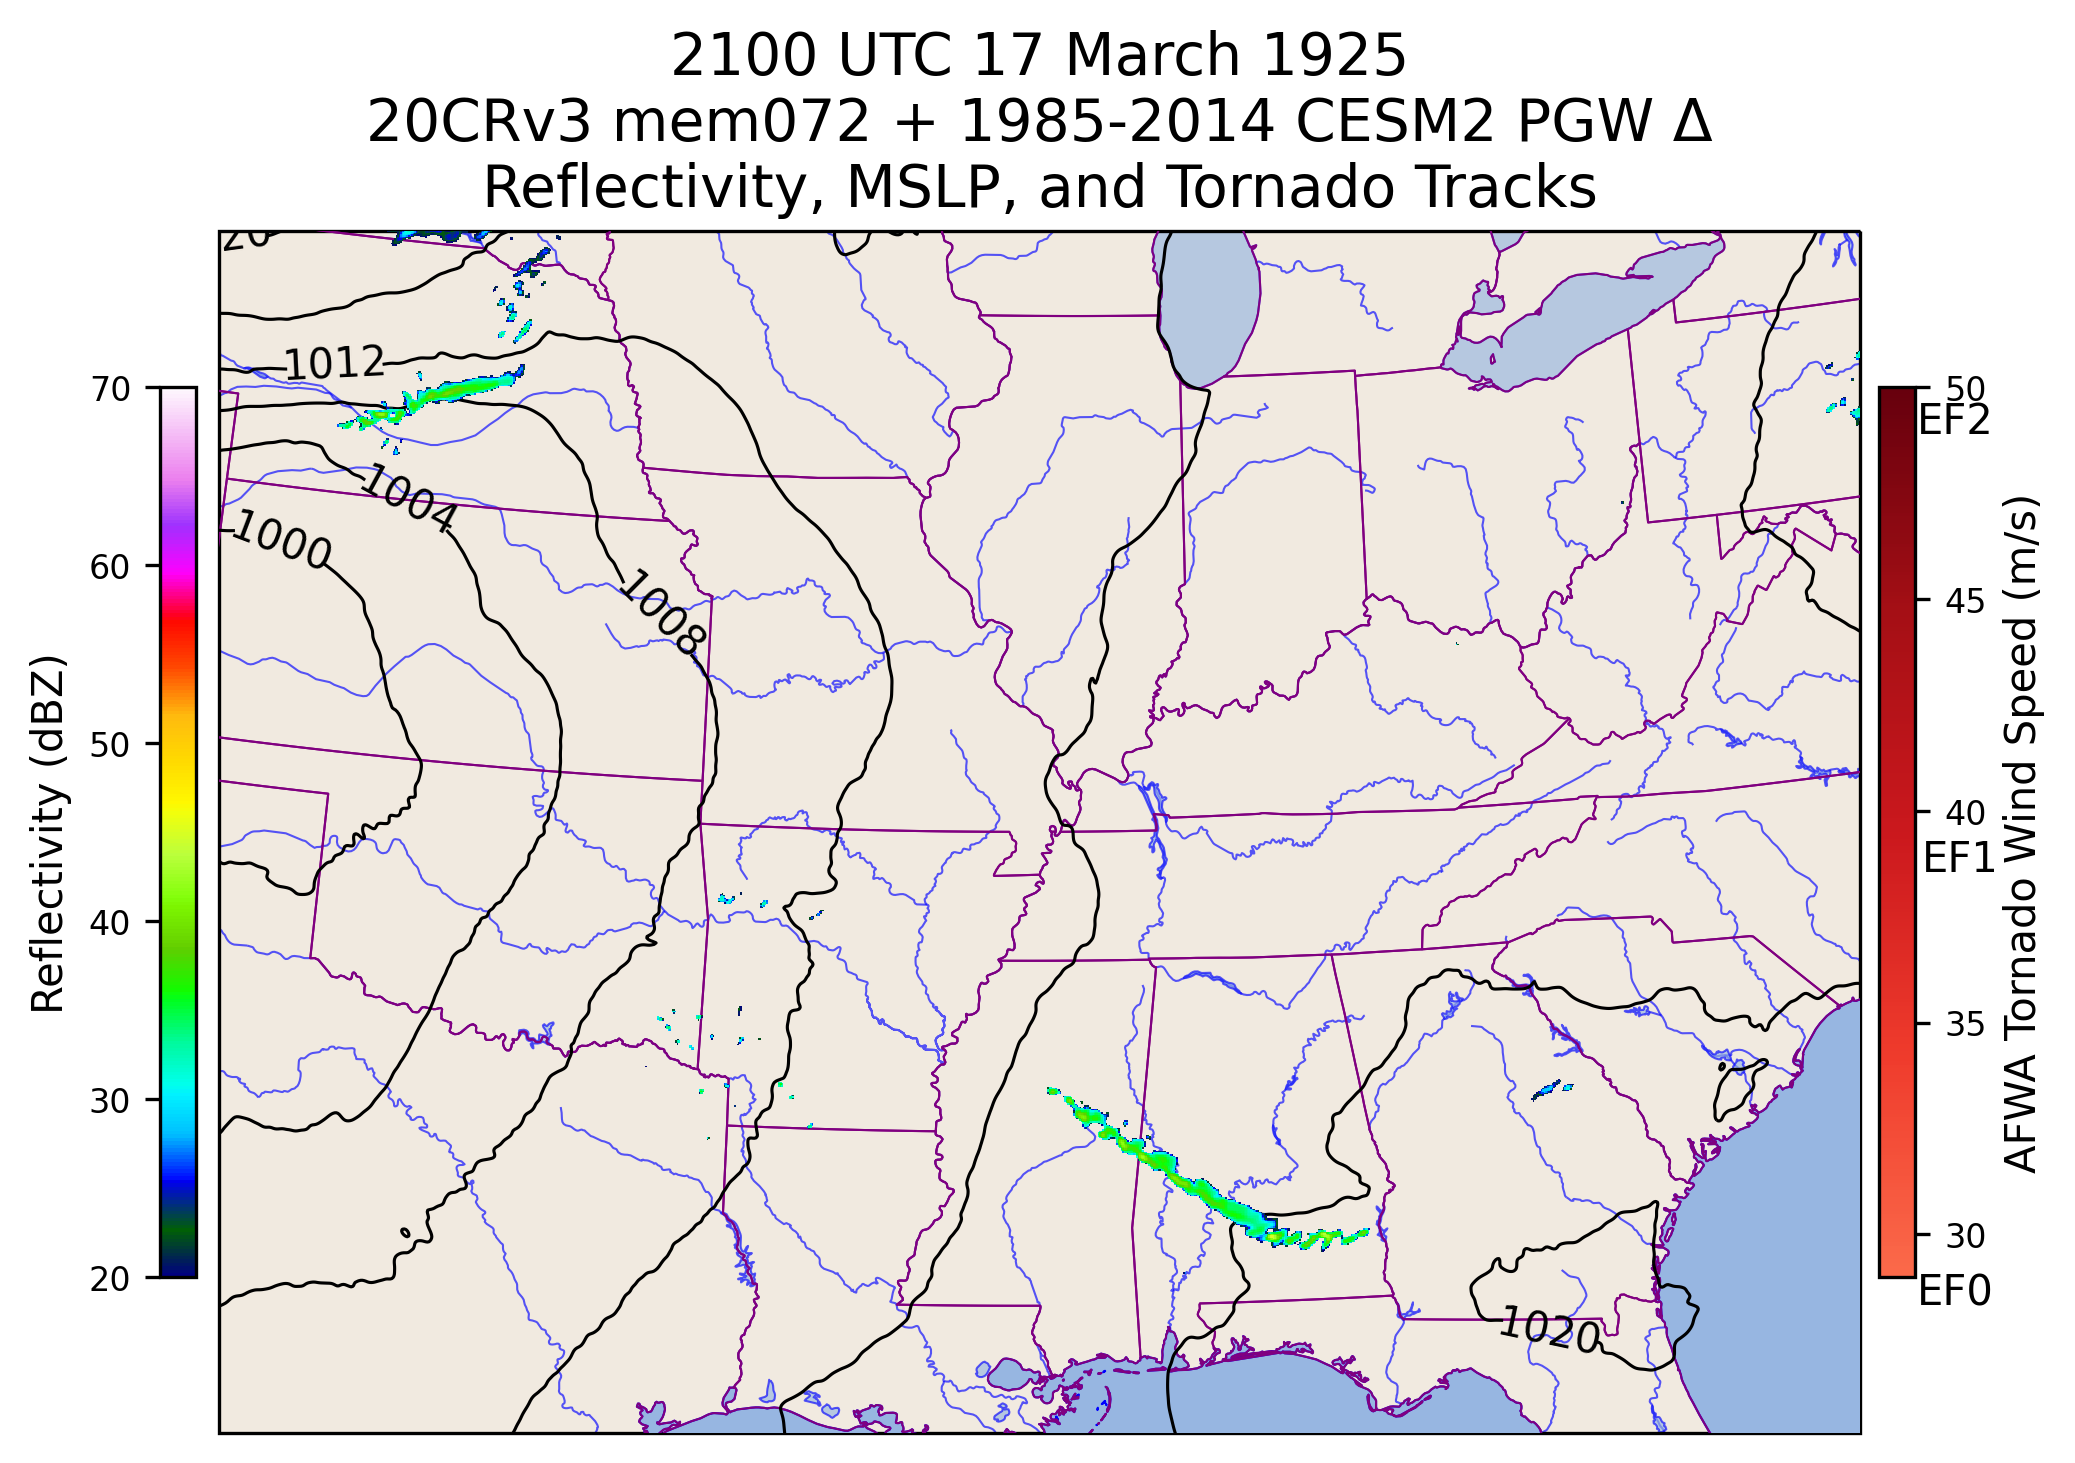 2100 UTC 17 March 1925
20CRv3 mem072 + 1985-2014 CESM2 PGW Δ
Reflectivity, MSLP, and Tornado Tracks
1012
1004
1000
1008
1020
Reflectivity (dBZ)
70
60
50
40
30
20
50
EF2
45
40
EF1
35
30
EF0
AFWA Tornado Wind Speed (m/s)